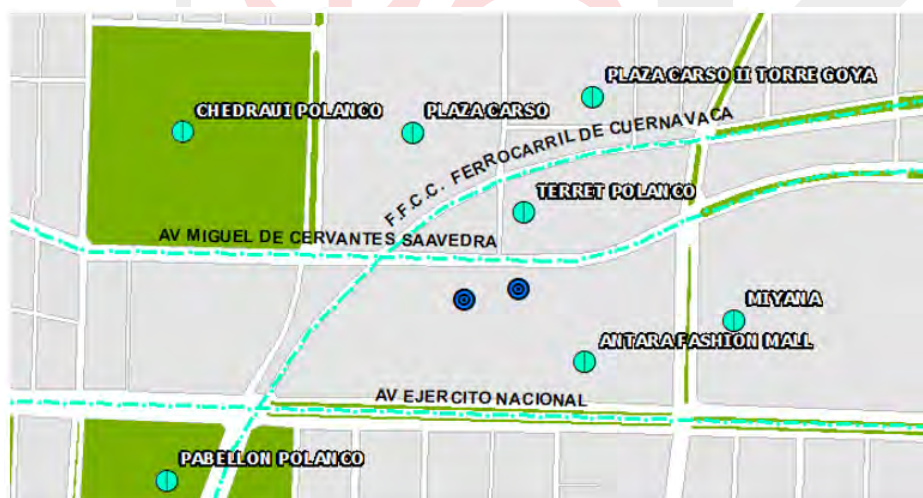 PLAZA CARSO II TORRE GOYA
CHEDRAUI POLANCO
PLAZA CARSO
F.F.C.C. FERROCARRIL DE CUERNAVACA
TERRET POLANCO
AV MIGUEL DE CERVANTES SAAVEDRA
MIYANA
ANTARA FASHION MALL
AV EJERCITO NACIONAL
PABELLON POLANCO